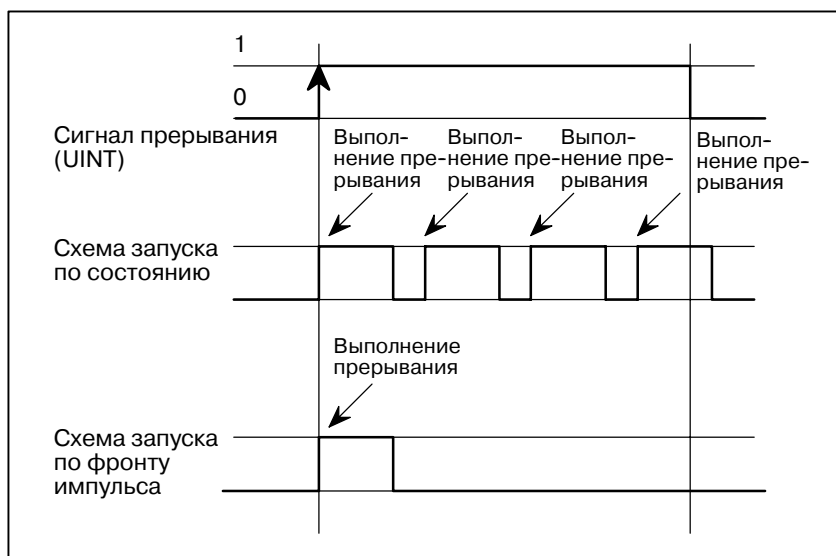 1
0
Сигнал прерывания
(UINT)
Выпол-
нение пре-
рывания
Выпол-
нение пре-
рывания
Выпол-
нение пре-
рывания
Выпол-
нение пре-
рывания
Схема запуска
по состоянию
Выполнение
прерывания
Схема запуска
по фронту
импульса